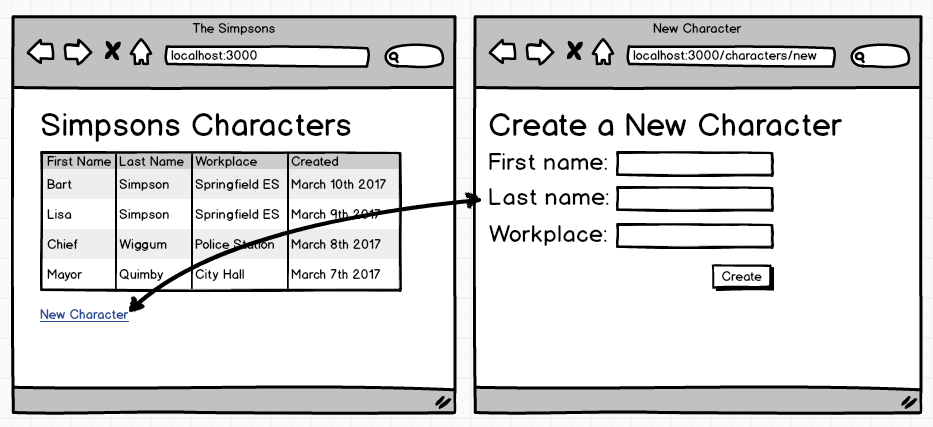 The Simpsons
localhost:3000
Simpsons Characters
First Name Last Name Workplace Created
Bart Simpson Springfield ES March 10th 2017
Lisa Simpson Springfield ES March 9th 2017
Chief Wiggum Police Station March 8th 2017
Mayor Quimby City Hall March 7th 2017
New Character
New Character
localhost:3000/characters/new
Create a New Character
First name:
Last name:
Workplace:
Create